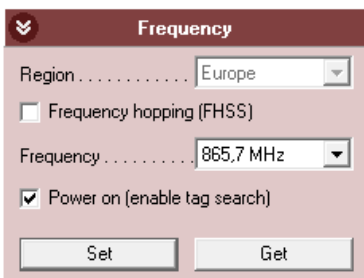 Frequency
Region . . . . . . . . . . . . Europe
Frequency hopping (FHSS)
Frequency . . . . . . . . . . 865,7 MHz
Power on (enable tag search)
Set Get